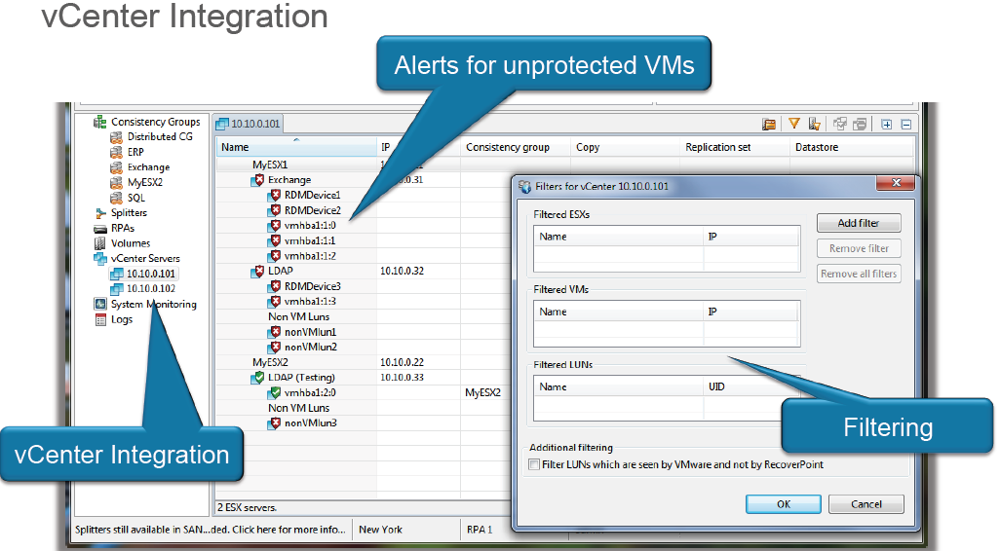 vCenter Integration
Alerts for unprotected VMs
Consistency Groups
Distributed CG
ERP
Exchange
MyESX2
SQL
Splitters
RPAs
Volumes
vCenter Servers
10.10.0.101
10.10.0.102
System Monitoring
Logs
10.10.0.101
Name IP Consistency group Copy Replication set Datastore
MyESX1
Exchange
RDMDevice1
RDMDevice2
vmhba1:1:0
vmhba1:1:1
vmhba1:1:2
LDAP 10.10.0.32
RDMDevice3
vmhba1:1:3
Non VM Luns
nonVMlun1
nonVMlun2
MyESX2 10.10.0.22
LDAP (Testing) 10.10.0.33
vmhba1:2:0 MyESX2
Non VM Luns
nonVMlun3
2 ESX servers.
Filters for vCenter 10.10.0.101
Filtered ESXs
Name IP
Add filter
Remove filter
Remove all filters
Filtered VMs
Name IP
Filtered LUNs
Name UID
Additional filtering
Filter LUNs which are seen by VMware and not by RecoverPoint
OK Cancel
Filtering
vCenter Integration
Splitters still available in SAN...ded. Click here for more info... New York RPA 1